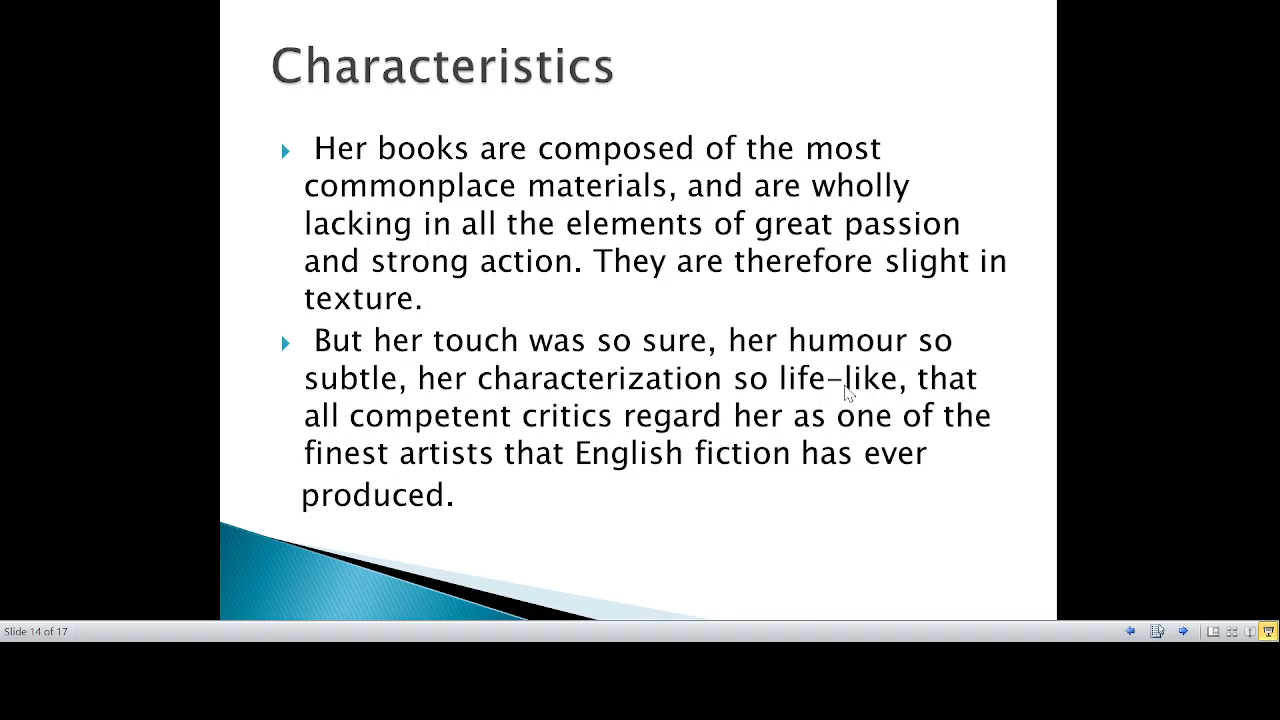 Characteristics
Her books are composed of the most
commonplace materials, and are wholly
lacking in all the elements of great passion
and strong action. They are therefore slight in
texture.
But her touch was so sure, her humour so
subtle, her characterization so life-like, that
all competent critics regard her as one of the
finest artists that English fiction has ever
produced.
Slide 14 of 17